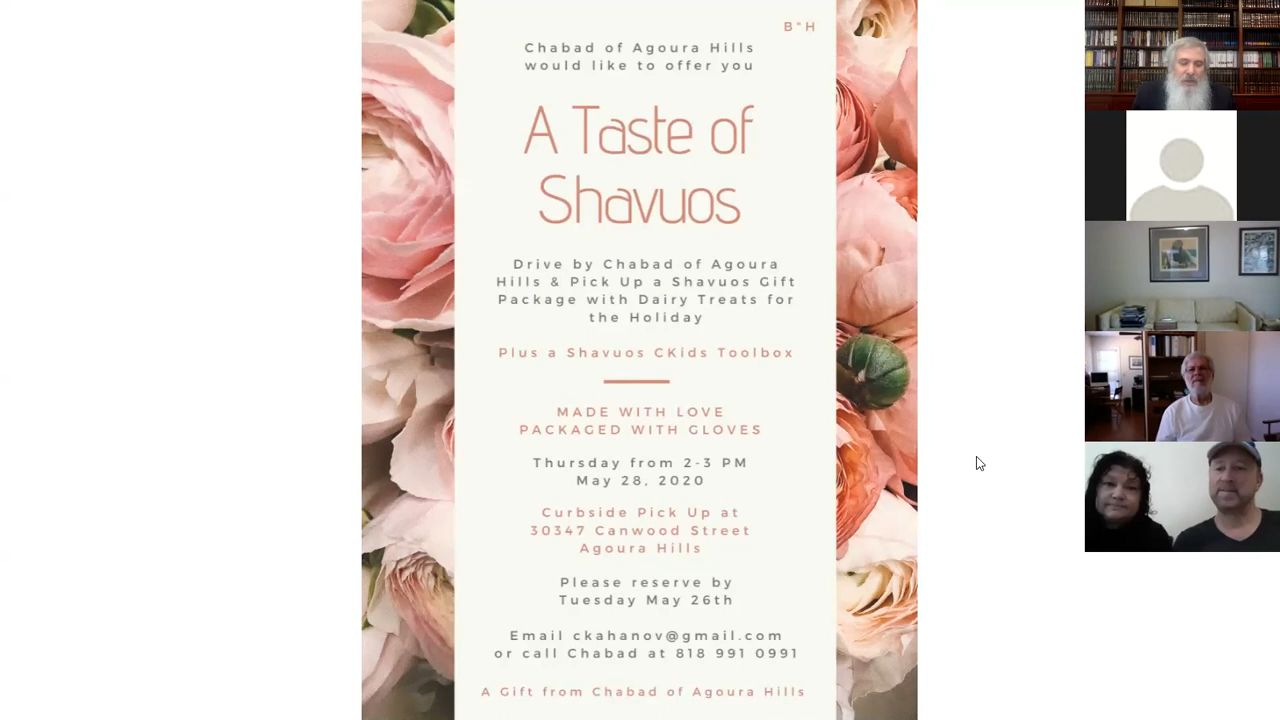 B"H
Chabad of Agoura Hills
would like to offer you
A Taste of
Shavuos
Drive by Chabad of Agoura
Hills & Pick Up a Shavuos Gift
Package with Dairy Treats for
the Holiday
Plus a Shavuos CKids Toolbox
MADE WITH LOVE
PACKAGED WITH GLOVES
Thursday from 2-3 PM
May 28, 2020
Curbside Pick Up at
30347 Canwood Street
Agoura Hills
Please reserve by
Tuesday May 26th
Email ckahanov@gmail.com
or call Chabad at 818 991 0991
A Gift from Chabad of Agoura Hills